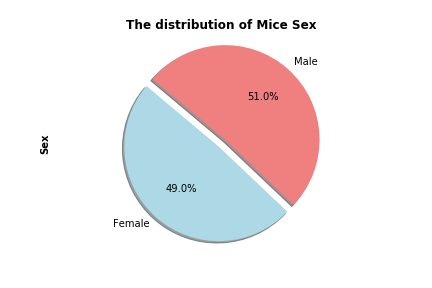 The distribution of Mice Sex
Male
51.0%
Sex
49.0%
Female